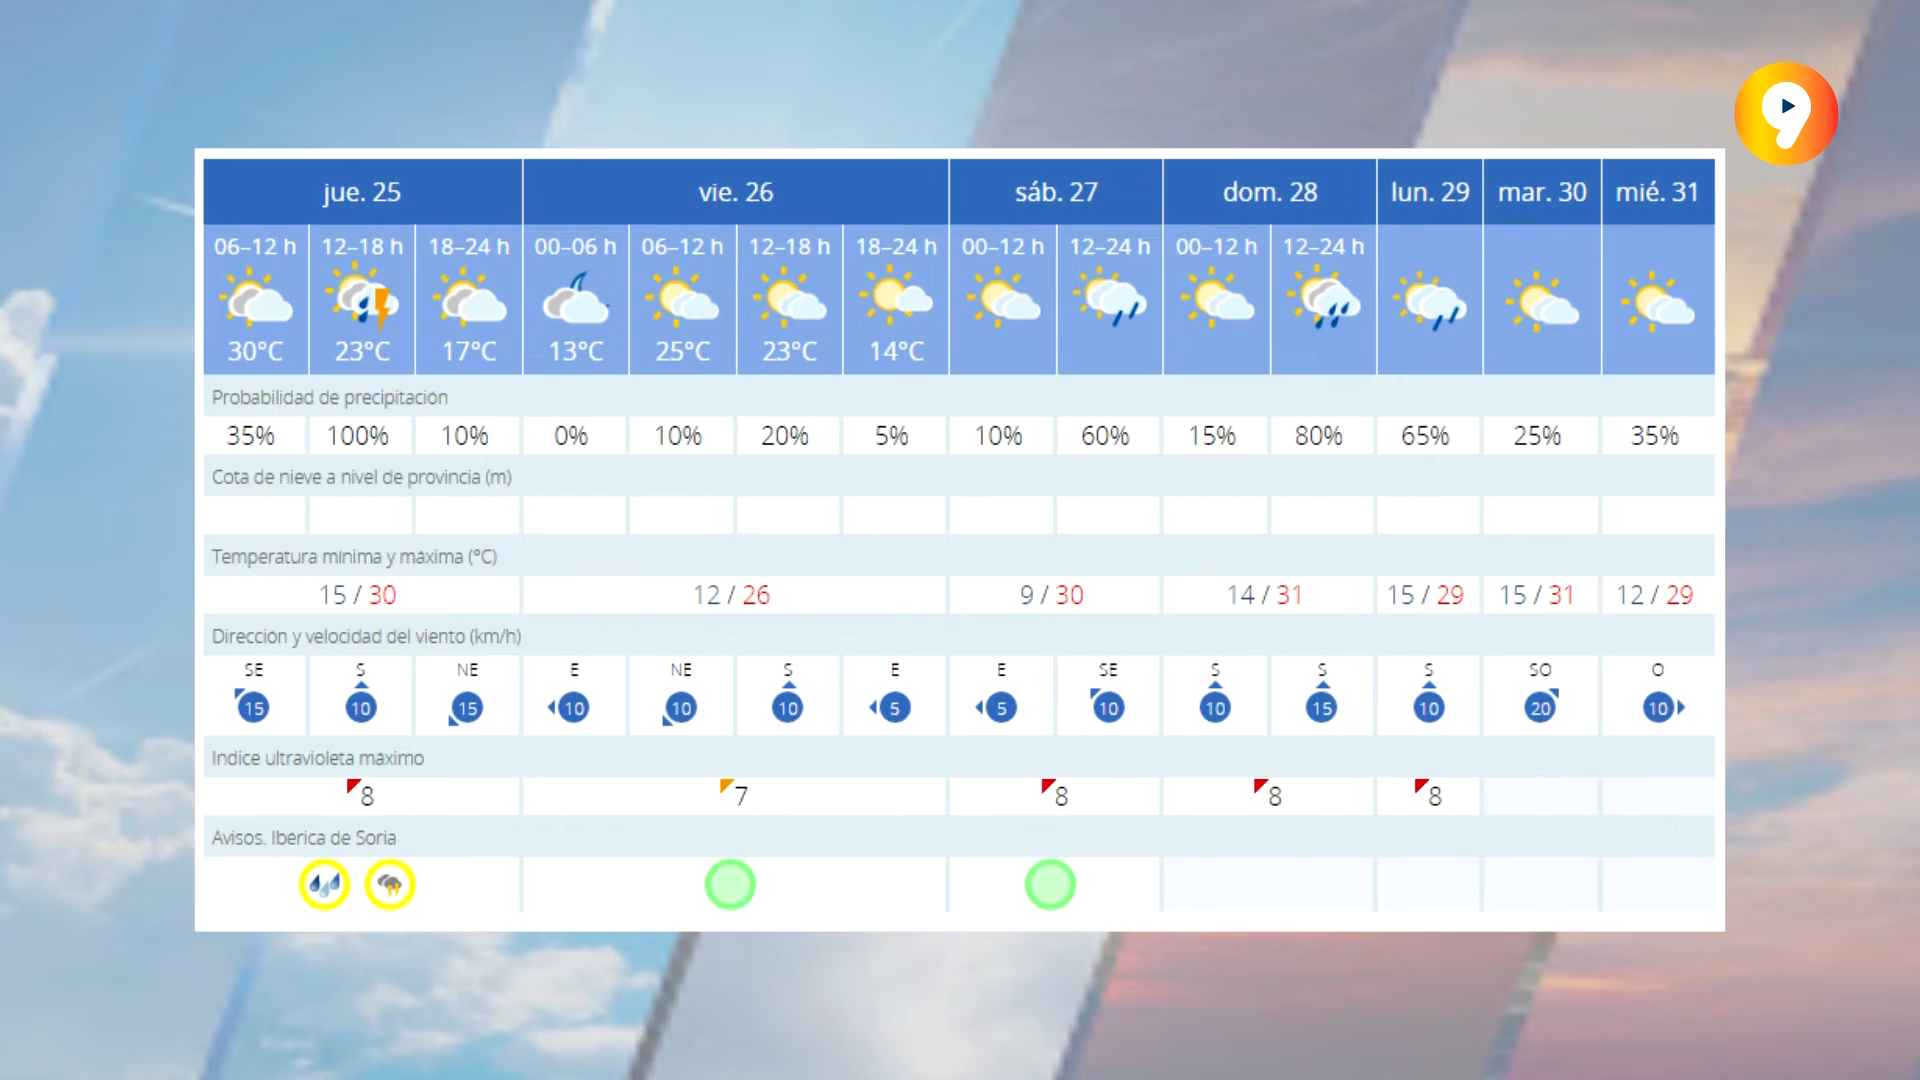 jue. 25 vie. 26 sáb. 27 dom. 28 lun. 29 mar. 30 mié. 31
06–12 h 12–18 h 18–24 h 00–06 h 06–12 h 12–18 h 18–24 h 00–12 h 12–24 h 00–12 h 12–24 h
30°C 23°C 17°C 13°C 25°C 23°C 14°C
Probabilidad de precipitación
35% 100% 10% 0% 10% 20% 5% 10% 60% 15% 80% 65% 25% 35%
Cota de nieve a nivel de provincia (m)
Temperatura mínima y máxima (°C)
15 / 30 12 / 26 9 / 30 14 / 31 15 / 29 15 / 31 12 / 29
Dirección y velocidad del viento (km/h)
SE S NE E NE S E E SE S S S SO O
15 10 15 10 10 10 5 5 10 10 15 10 20 10
Indice ultravioleta máximo
8 7 8 8 8
Avisos. Ibérica de Soria
9